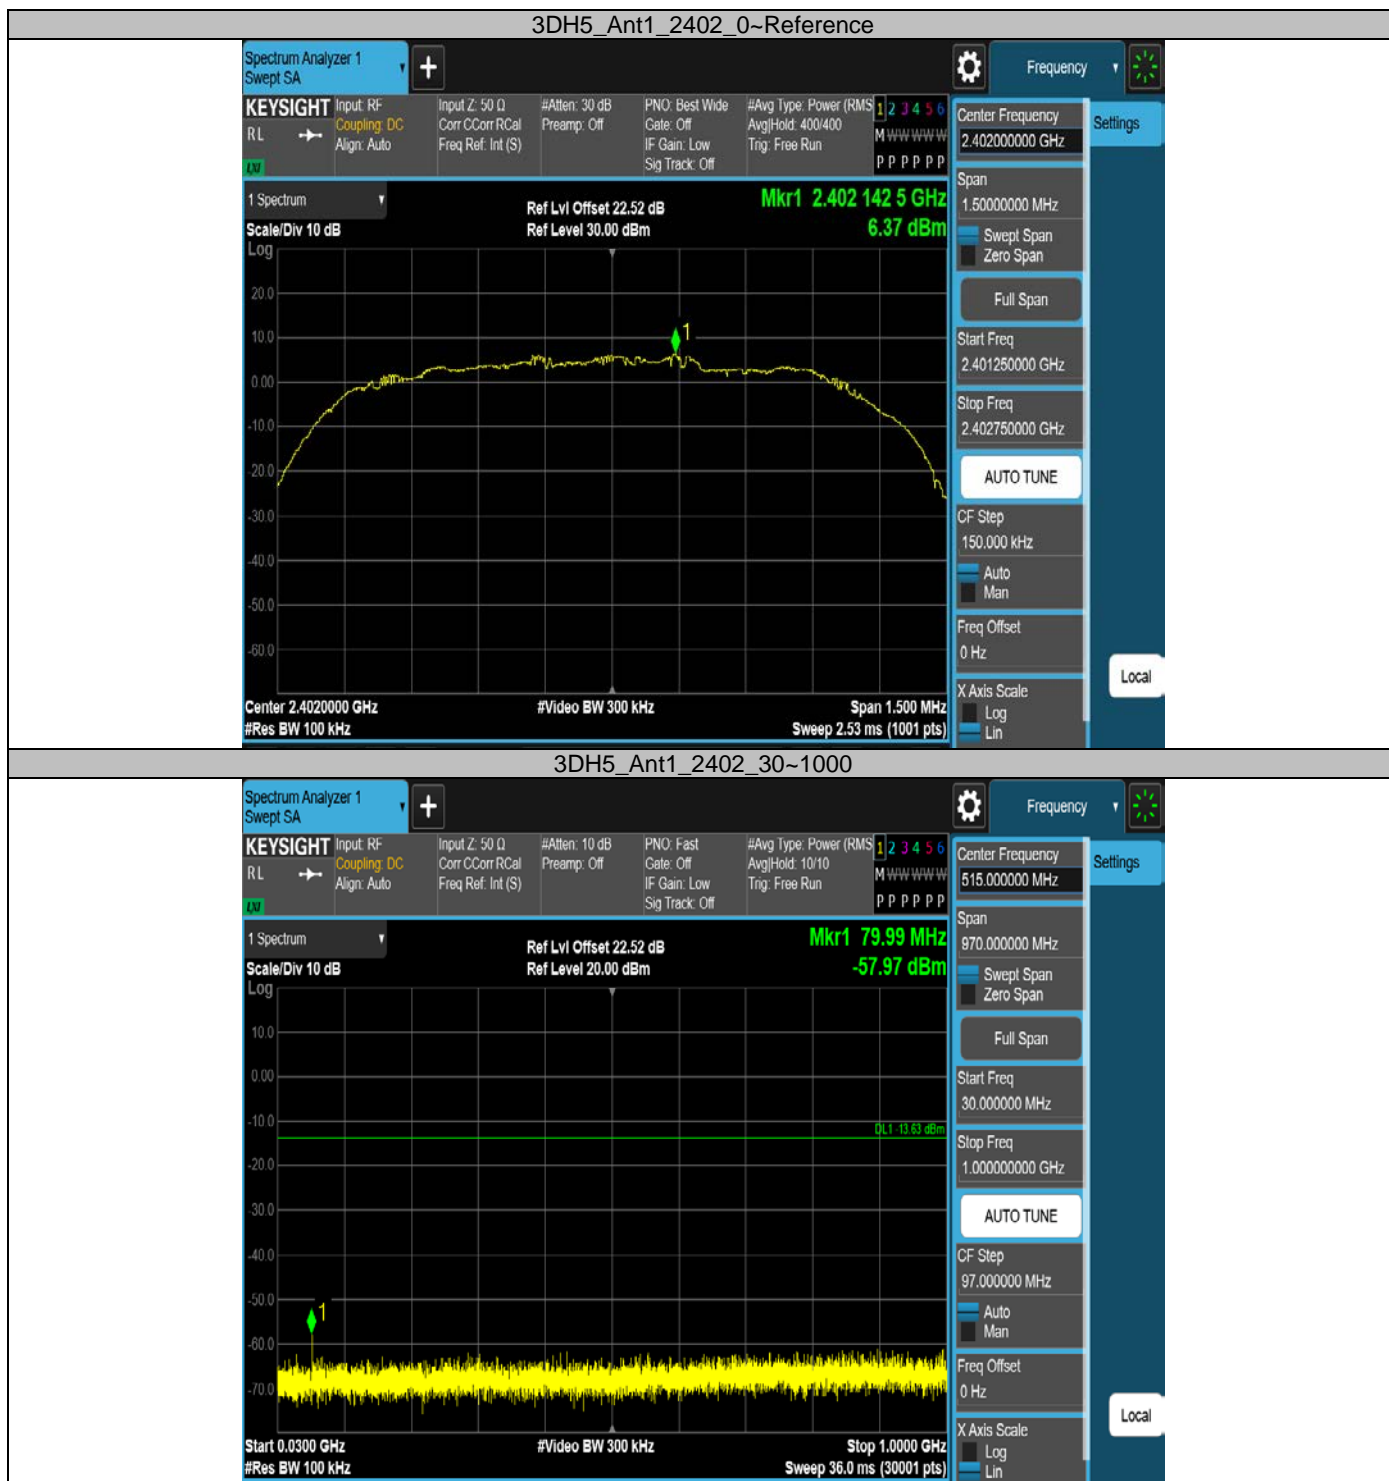 3DH5_Ant1_2402_0~Reference
Spectrum Analyzer 1
Swept SA
+
Frequency
KEYSIGHT
RL
LXI
Input: RF
Coupling: DC
Align: Auto
Input Z: 50 Ω
Corr CCorr RCal
Freq Ref: Int (S)
#Atten: 30 dB
Preamp: Off
PNO: Best Wide
Gate: Off
IF Gain: Low
Sig Track: Off
#Avg Type: Power (RMS
Avg|Hold: 400/400
Trig: Free Run
1 2 3 4 5 6
M W W W W W
P P P P P P
1 Spectrum
Scale/Div 10 dB
Log
Ref Lvl Offset 22.52 dB
Ref Level 30.00 dBm
Mkr1 2.402 142 5 GHz
6.37 dBm
20.0
10.0
0.00
-10.0
-20.0
-30.0
-40.0
-50.0
-60.0
1
Center 2.4020000 GHz
#Res BW 100 kHz
#Video BW 300 kHz
Span 1.500 MHz
Sweep 2.53 ms (1001 pts)
Center Frequency
2.402000000 GHz
Span
1.50000000 MHz
Swept Span
Zero Span
Full Span
Start Freq
2.401250000 GHz
Stop Freq
2.402750000 GHz
AUTO TUNE
CF Step
150.000 kHz
Auto
Man
Freq Offset
0 Hz
X Axis Scale
Log
Lin
Settings
Local
3DH5_Ant1_2402_30~1000
Spectrum Analyzer 1
Swept SA
+
Frequency
KEYSIGHT
RL
LXI
Input: RF
Coupling: DC
Align: Auto
Input Z: 50 Ω
Corr CCorr RCal
Freq Ref: Int (S)
#Atten: 10 dB
Preamp: Off
PNO: Fast
Gate: Off
IF Gain: Low
Sig Track: Off
#Avg Type: Power (RMS
Avg|Hold: 10/10
Trig: Free Run
1 2 3 4 5 6
M W W W W W
P P P P P P
1 Spectrum
Scale/Div 10 dB
Log
Ref Lvl Offset 22.52 dB
Ref Level 20.00 dBm
Mkr1 79.99 MHz
-57.97 dBm
10.0
0.00
-10.0
-20.0
-30.0
-40.0
-50.0
-60.0
-70.0
DL1 -13.63 dBm
1
Start 0.0300 GHz
#Res BW 100 kHz
#Video BW 300 kHz
Stop 1.0000 GHz
Sweep 36.0 ms (30001 pts)
Center Frequency
515.000000 MHz
Span
970.000000 MHz
Swept Span
Zero Span
Full Span
Start Freq
30.000000 MHz
Stop Freq
1.000000000 GHz
AUTO TUNE
CF Step
97.000000 MHz
Auto
Man
Freq Offset
0 Hz
X Axis Scale
Log
Lin
Settings
Local